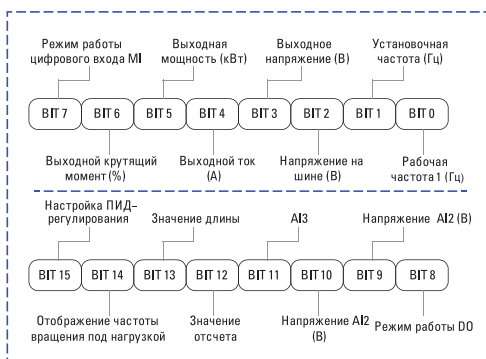 Режим работы
цифрового входа MI
Выходная
мощность (кВт)
Выходное
напряжение (В)
Установочная
частота (Гц)
BIT 7
BIT 6
BIT 5
BIT 4
BIT 3
BIT 2
BIT 1
BIT 0
Выходной крутящий
момент (%)
Выходной ток
(А)
Напряжение на
шине (В)
Рабочая
частота 1 (Гц)
Настройка ПИД–
регулирования
Значение длины
AI3
Напряжение AI2 (В)
BIT 15
BIT 14
BIT 13
BIT 12
BIT 11
BIT 10
BIT 9
BIT 8
Отображение частоты
вращения под нагрузкой
Значение
отсчета
Напряжение AI2
(В)
Режим работы DO